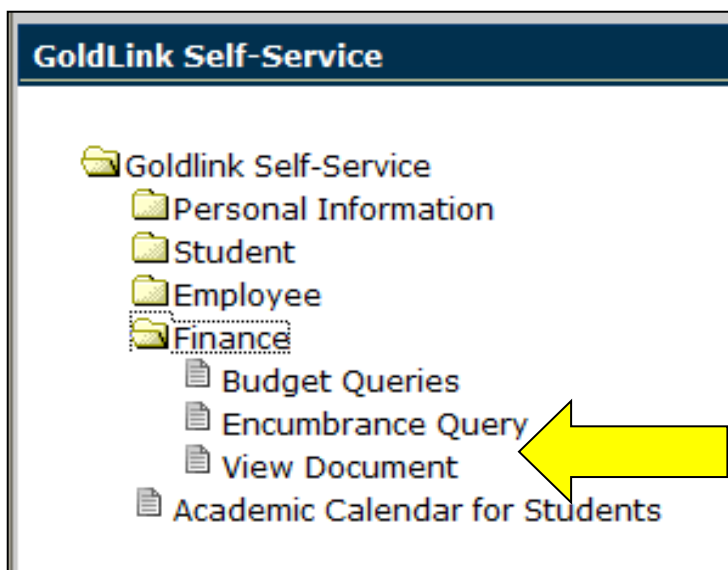 GoldLink Self-Service
Goldlink Self-Service
Personal Information
Student
Employee
Finance
Budget Queries
Encumbrance Query
View Document
Academic Calendar for Students